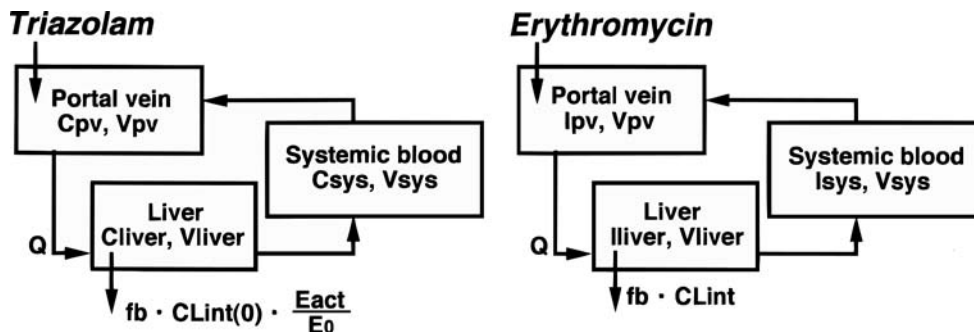 Triazolam
Portal vein
Cpv, Vpv
Systemic blood
Csys, Vsys
Liver
Cliver, Vliver
Q
fb · CLint(0) · Eact
E0
Erythromycin
Portal vein
Ipv, Vpv
Systemic blood
Isys, Vsys
Liver
Iliver, Vliver
Q
fb · CLint